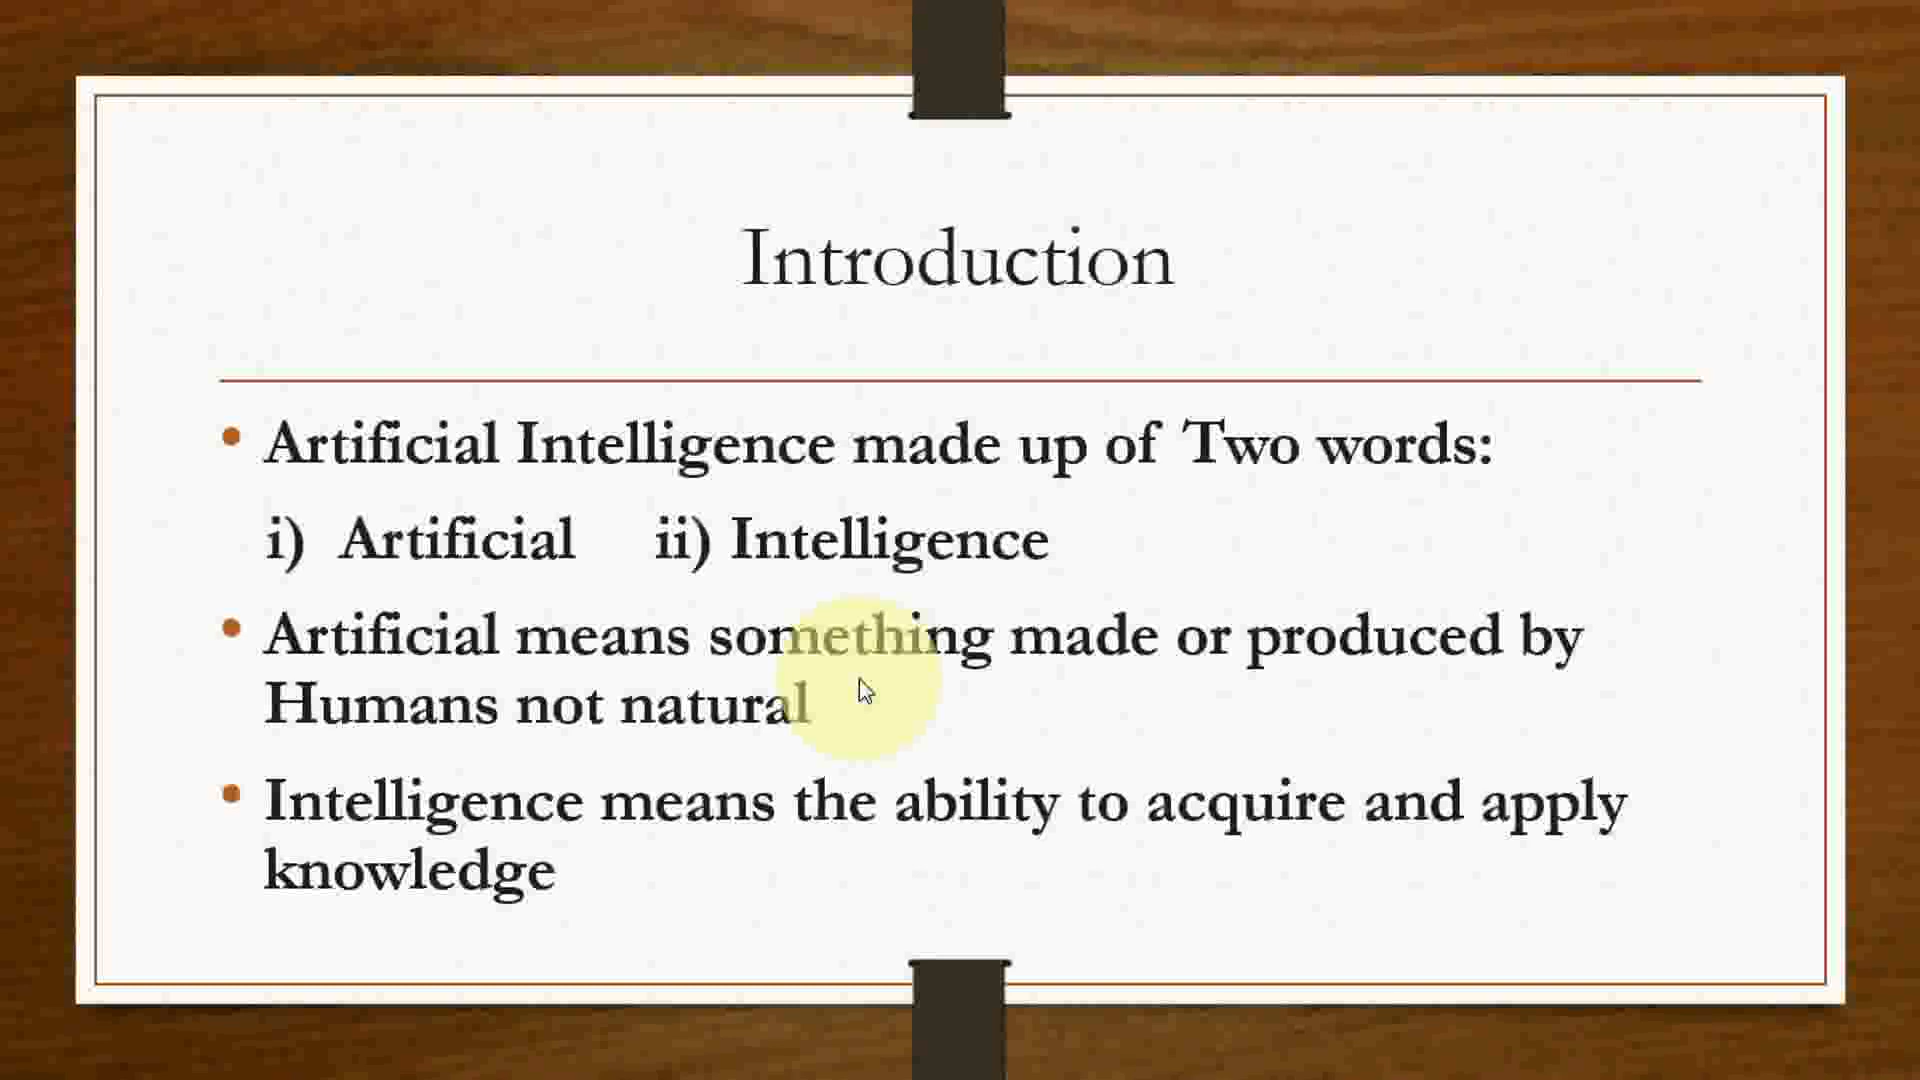 Introduction
• Artificial Intelligence made up of Two words:
i) Artificial ii) Intelligence
• Artificial means something made or produced by
Humans not natural
• Intelligence means the ability to acquire and apply
knowledge